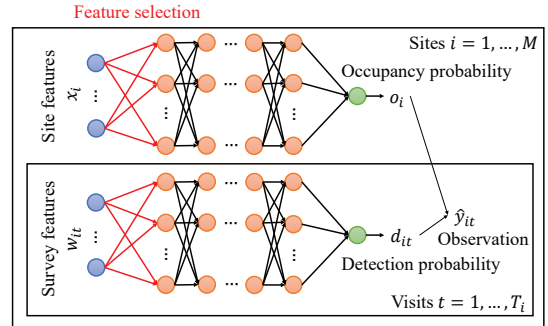 Feature selection
Sites i = 1, … , M
Site features
x_i
...
...
...
...
Occupancy probability
o_i
Survey features
w_it
...
...
...
...
ŷ_it
d_it
Observation
Detection probability
Visits t = 1, … , T_i